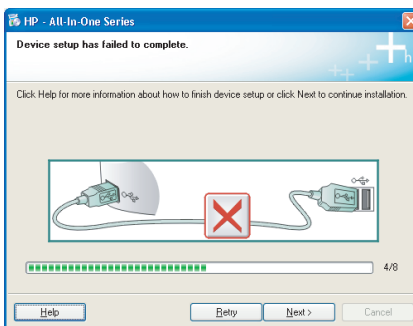 HP - All-In-One Series
Device setup has failed to complete.
Click Help for more information about how to finish device setup or click Next to continue installation.
4/8
Help Retry Next > Cancel